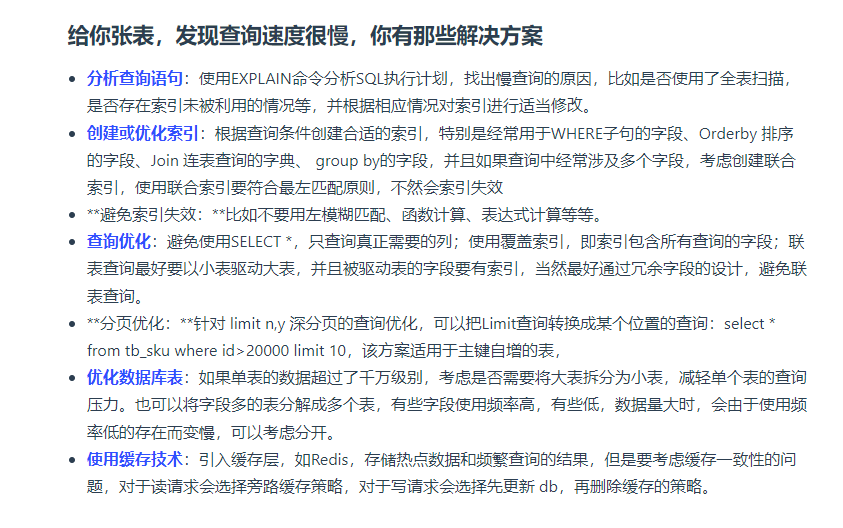 给你张表，发现查询速度很慢，你有那些解决方案
分析查询语句：使用EXPLAIN命令分析SQL执行计划，找出慢查询的原因，比如是否使用了全表扫描，
是否存在索引未被利用的情况等，并根据相应情况对索引进行适当修改。
创建或优化索引：根据查询条件创建合适的索引，特别是经常用于WHERE子句的字段、Orderby 排序
的字段、Join 连表查询的字典、 group by的字段，并且如果查询中经常涉及多个字段，考虑创建联合
索引，使用联合索引要符合最左匹配原则，不然会索引失效
**避免索引失效：**比如不要用左模糊匹配、函数计算、表达式计算等等。
查询优化：避免使用SELECT *，只查询真正需要的列；使用覆盖索引，即索引包含所有查询的字段；联
表查询最好要以小表驱动大表，并且被驱动表的字段要有索引，当然最好通过冗余字段的设计，避免联
表查询。
**分页优化：**针对 limit n,y 深分页的查询优化，可以把Limit查询转换成某个位置的查询：select *
from tb_sku where id>20000 limit 10，该方案适用于主键自增的表，
优化数据库表：如果单表的数据超过了千万级别，考虑是否需要将大表拆分为小表，减轻单个表的查询
压力。也可以将字段多的表分解成多个表，有些字段使用频率高，有些低，数据量大时，会由于使用频
率低的存在而变慢，可以考虑分开。
使用缓存技术：引入缓存层，如Redis，存储热点数据和频繁查询的结果，但是要考虑缓存一致性的问
题，对于读请求会选择旁路缓存策略，对于写请求会选择先更新 db，再删除缓存的策略。